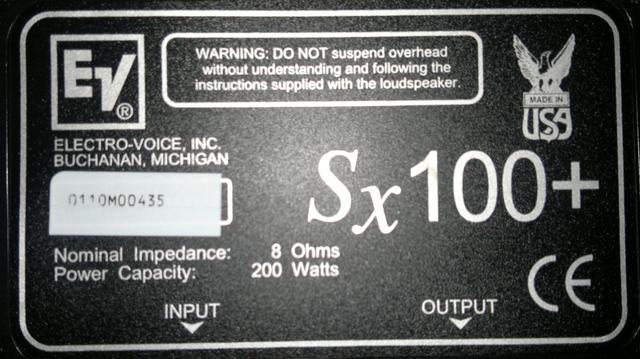 EV®
WARNING: DO NOT suspend overhead
without understanding and following the
instructions supplied with the loudspeaker.
MADE IN
USA
ELECTRO-VOICE, INC.
BUCHANAN, MICHIGAN
0110M00435
Sx100+
Nominal Impedance: 8 Ohms
Power Capacity: 200 Watts
CE
INPUT
OUTPUT